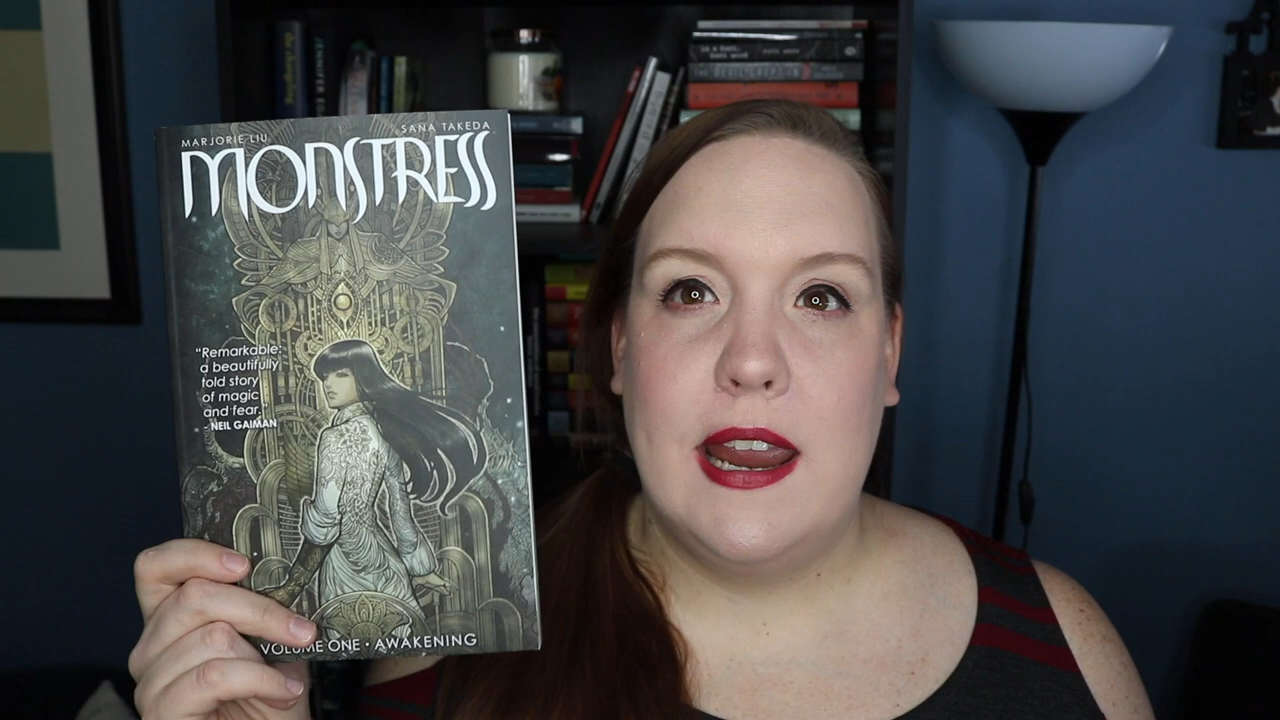 MARJORIE LIU
SANA TAKEDA
MONSTRESS
“Remarkable:
a beautifully
told story
of magic
and fear.”
- NEIL GAIMAN
VOLUME ONE • AWAKENING